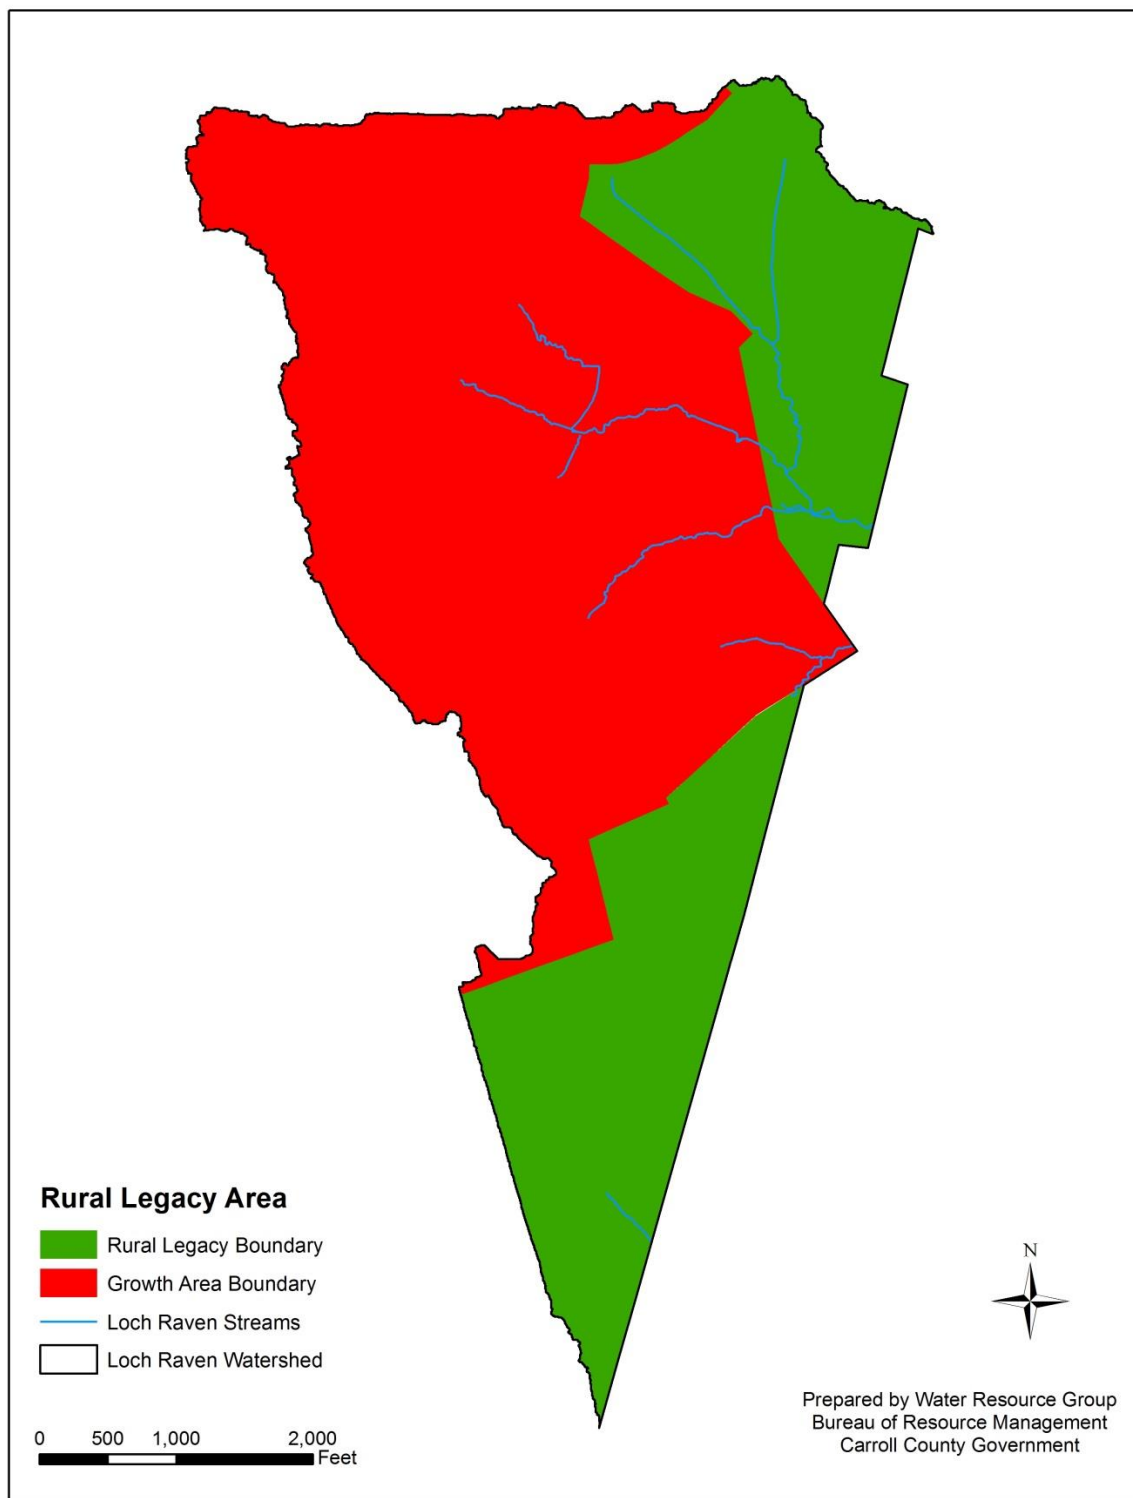 Rural Legacy Area
Rural Legacy Boundary
Growth Area Boundary
Loch Raven Streams
Loch Raven Watershed
0 500 1,000 2,000
Feet
N
Prepared by Water Resource Group
Bureau of Resource Management
Carroll County Government